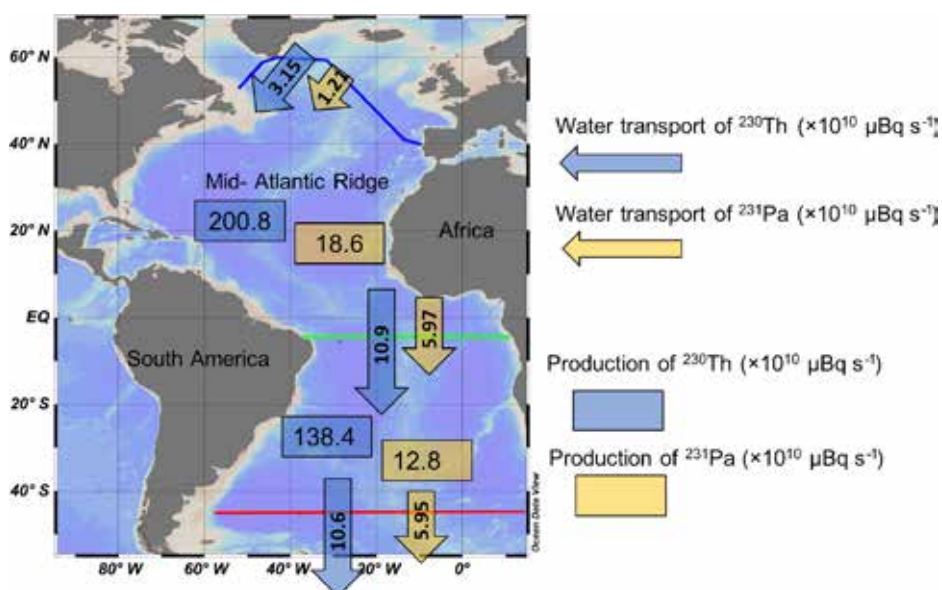 60° N
3.15
1.21
40° N
Mid- Atlantic Ridge
200.8
20° N
18.6
Africa
EQ
10.9
5.97
South America
20° S
138.4
12.8
40° S
10.6
5.95
80° W
60° W
40° W
20° W
0°
Ocean Data View
Water transport of ²³⁰Th (×10¹⁰ µBq s⁻¹)
Water transport of ²³¹Pa (×10¹⁰ µBq s⁻¹)
Production of ²³⁰Th (×10¹⁰ µBq s⁻¹)
Production of ²³¹Pa (×10¹⁰ µBq s⁻¹)